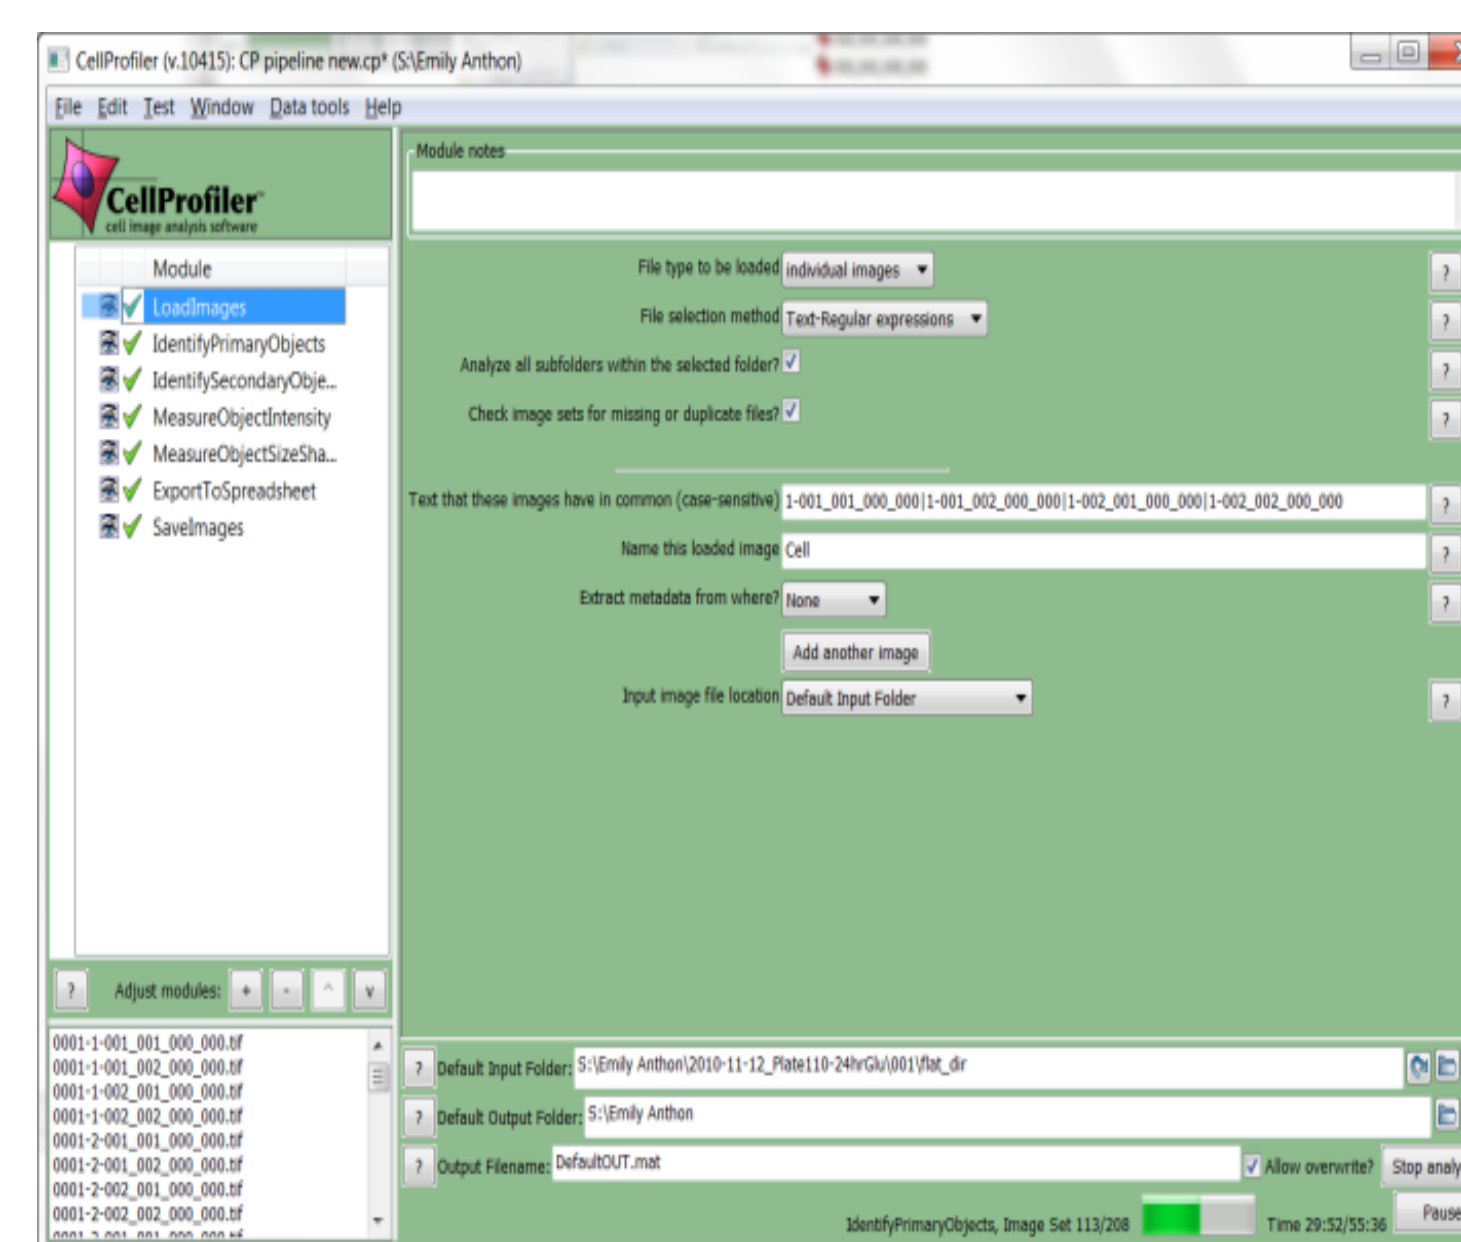 CellProfiler (v.10415): CP pipeline new.cp* (S:\Emily Anthon)
File Edit Test Window Data tools Help
CellProfiler™
cell image analysis software
Module
LoadImages
IdentifyPrimaryObjects
IdentifySecondaryObje...
MeasureObjectIntensity
MeasureObjectSizeSha...
ExportToSpreadsheet
SaveImages
? Adjust modules: + - ^ v
0001-1-001_001_000_000.tif
0001-1-001_002_000_000.tif
0001-1-002_001_000_000.tif
0001-1-002_002_000_000.tif
0001-2-001_001_000_000.tif
0001-2-001_002_000_000.tif
0001-2-002_001_000_000.tif
0001-2-002_002_000_000.tif
Module notes
File type to be loaded individual images ?
File selection method Text-Regular expressions ?
Analyze all subfolders within the selected folder? ?
Check image sets for missing or duplicate files? ?
Text that these images have in common (case-sensitive) 1-001_001_000_000|1-001_002_000_000|1-002_001_000_000|1-002_002_000_000 ?
Name this loaded image Cell ?
Extract metadata from where? None ?
Add another image
Input image file location Default Input Folder ?
? Default Input Folder: S:\Emily Anthon\2010-11-12_Plate110-24hrGlu\001\flat_dir
? Default Output Folder: S:\Emily Anthon
? Output Filename: DefaultOUT.mat Allow overwrite? Stop analy
IdentifyPrimaryObjects, Image Set 113/208 Time 29:52/55:36 Pause